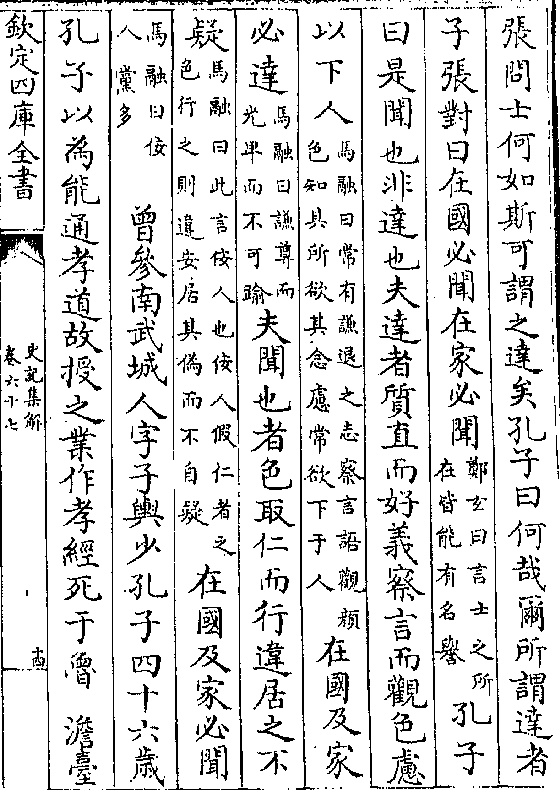 張問士何如斯可謂之達矣孔子曰何哉爾所謂達者
子張對曰在國必聞在家必聞鄭玄曰言士之所在皆能有名譽孔子
曰是聞也非達也夫達者質直而好義察言而觀色慮
以下人馬融曰常有謙退之志察言語觀顔色知其所欲其念慮常欲下于人在國及家
必達馬融曰謙尊而光卑而不可踰夫聞也者色取仁而行違居之不
疑馬融曰此言佞人也佞人假仁者之色行之則違安居其偽而不自疑在國及家必聞
馬融曰佞人黨多曾參南武城人字子輿少孔子四十六歳
孔子以為能通孝道故授之業作孝經死于魯澹臺
欽定四庫全書
史記集解
卷六十七
十四